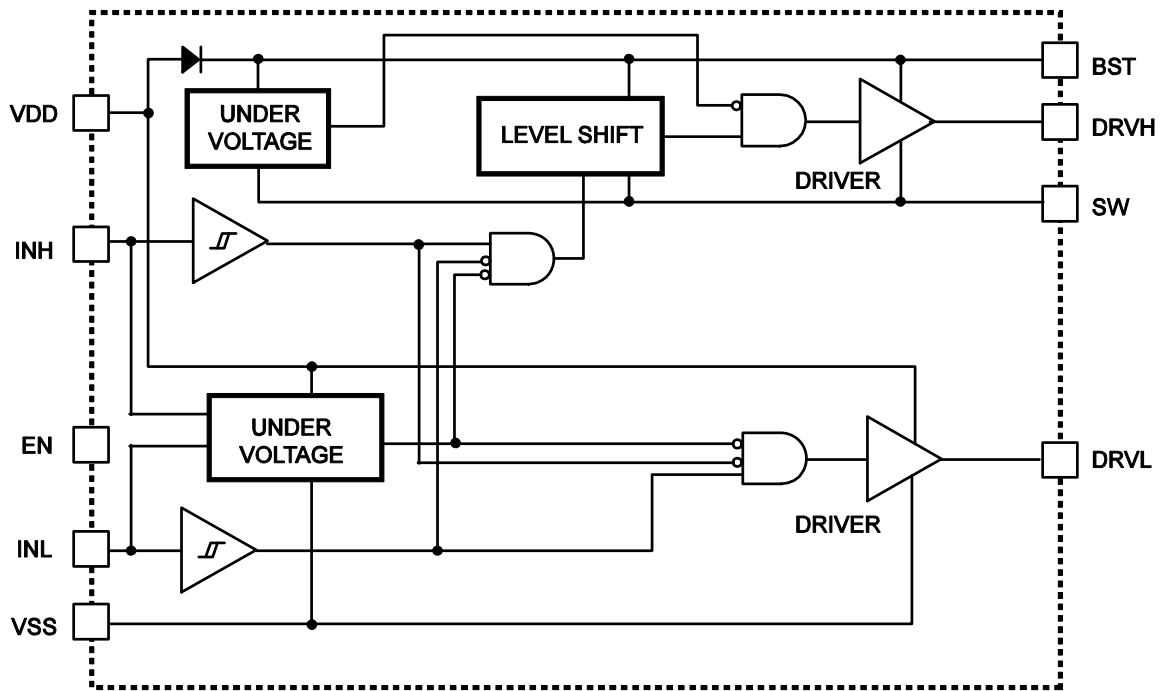 BST
VDD
UNDER
VOLTAGE
LEVEL SHIFT
DRVH
DRIVER
SW
INH
EN
UNDER
VOLTAGE
DRVL
DRIVER
INL
VSS